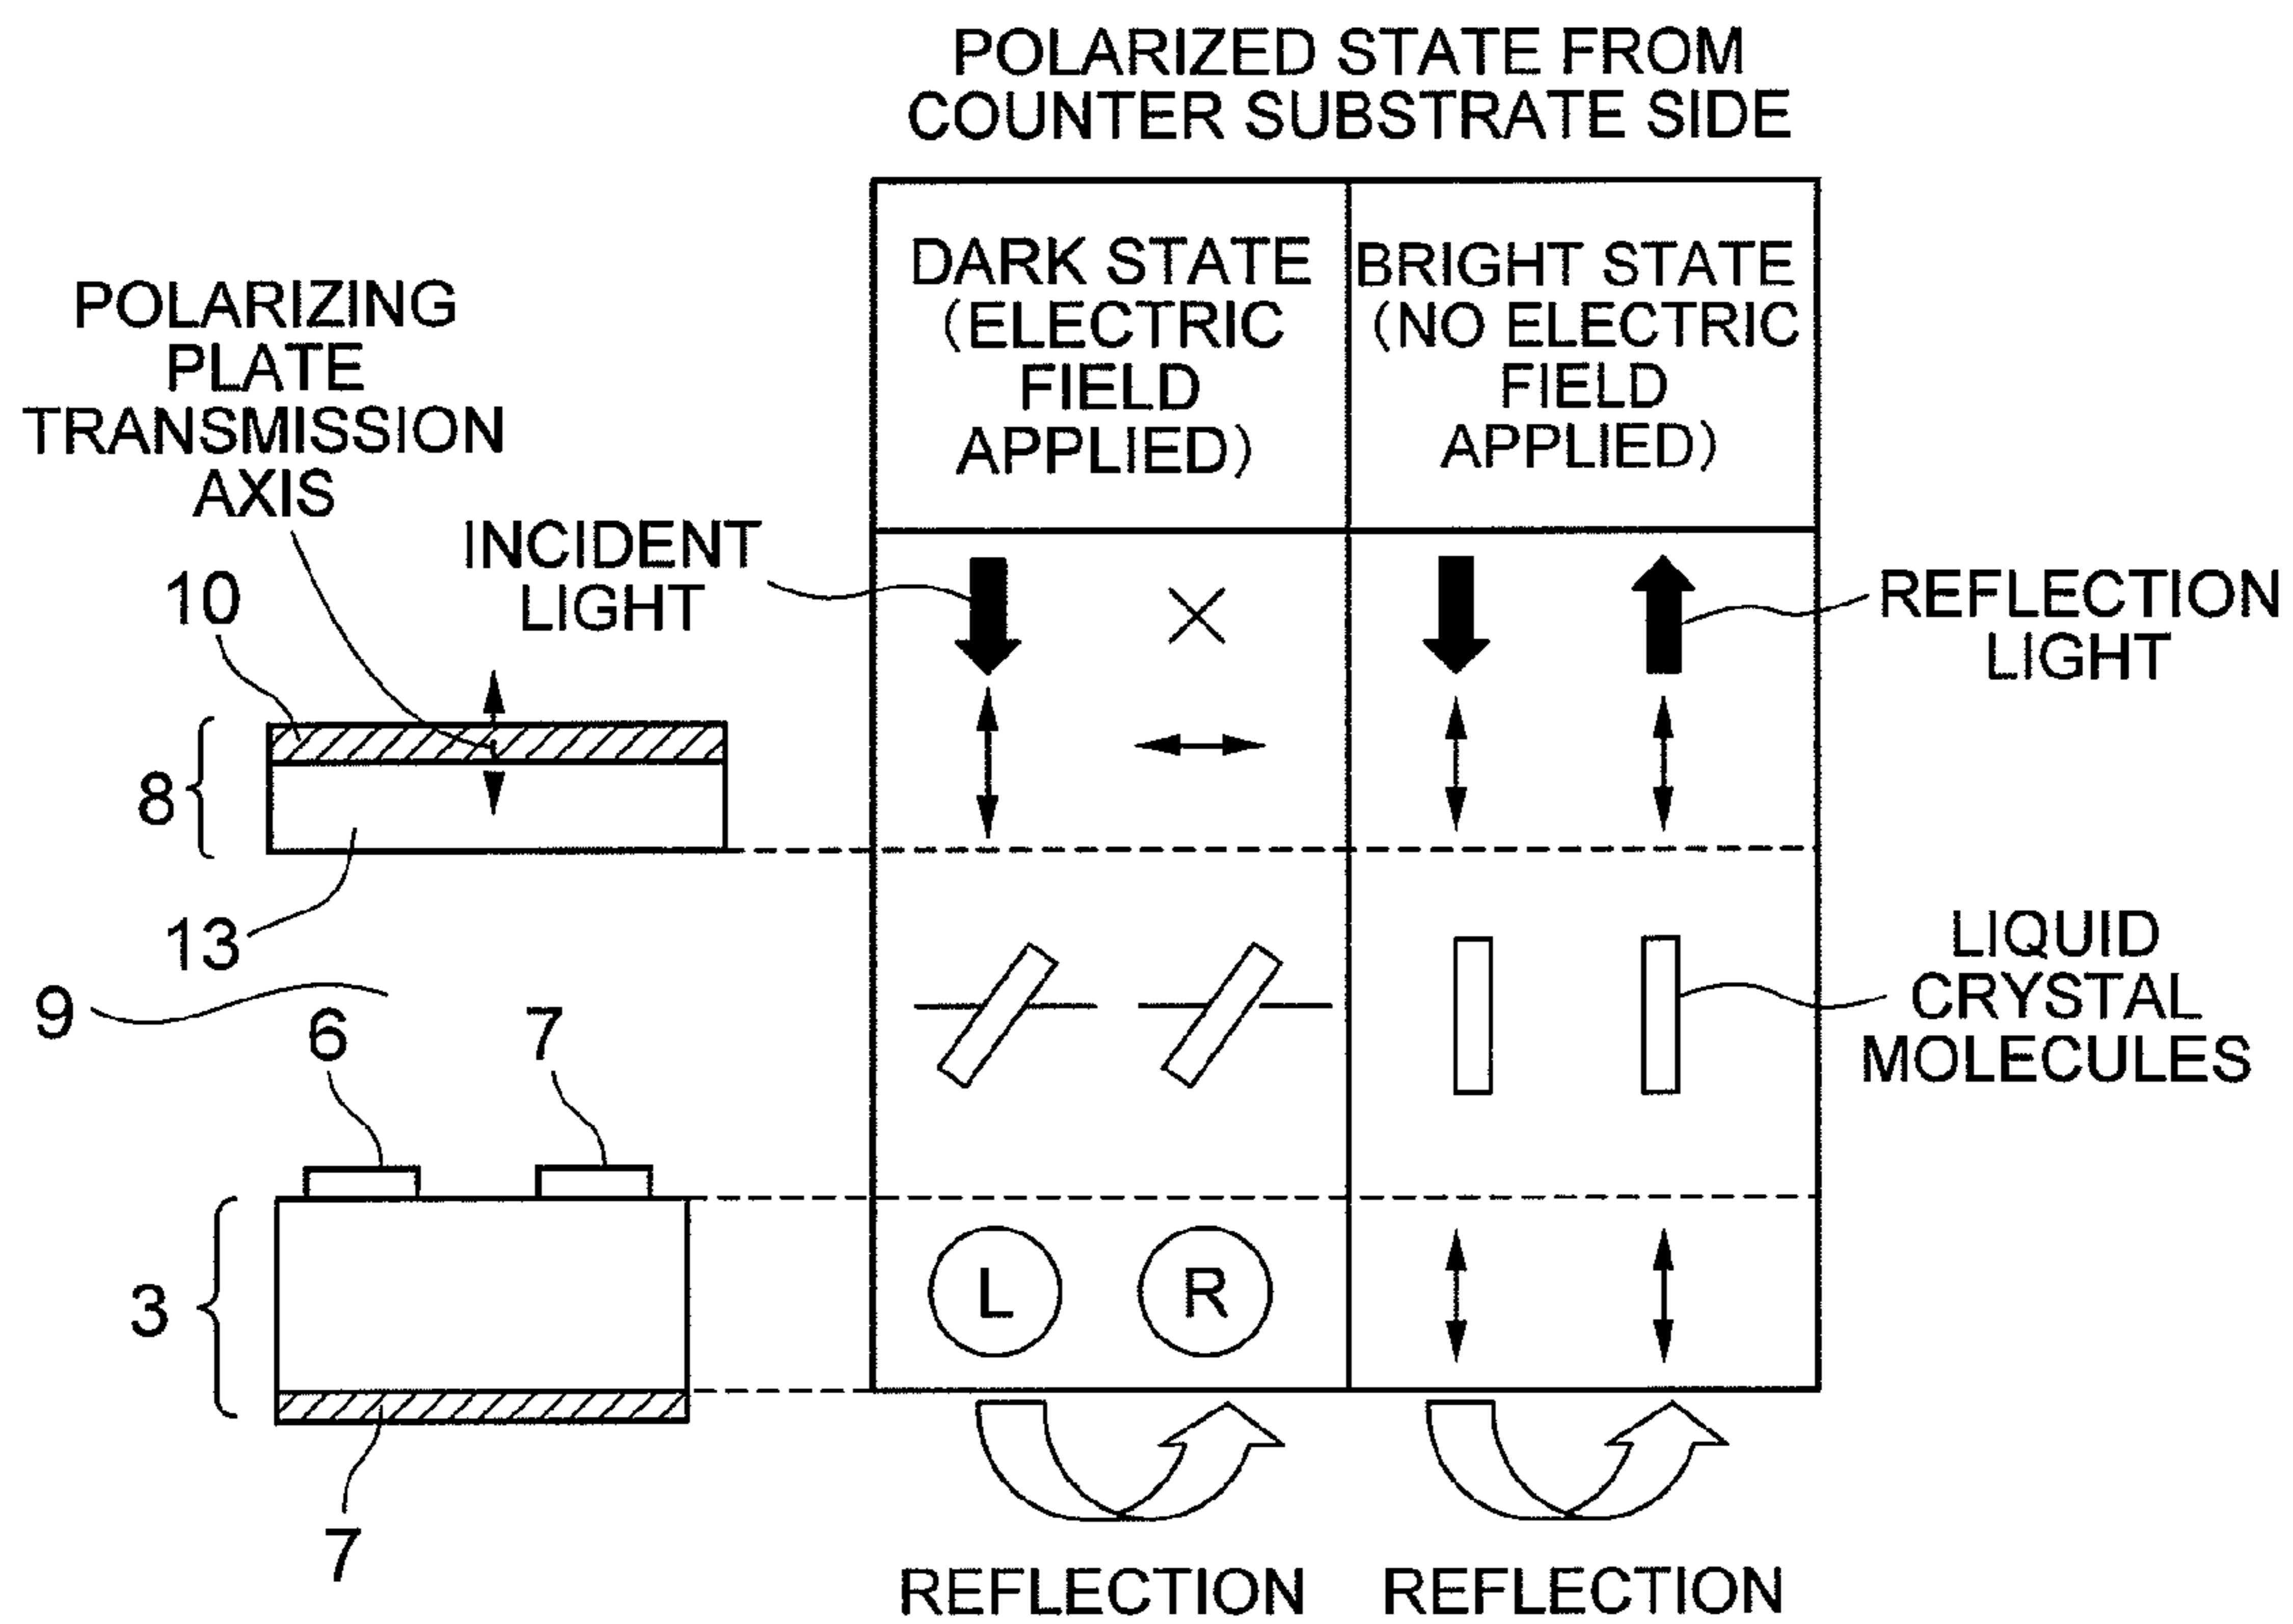 POLARIZED STATE FROM
COUNTER SUBSTRATE SIDE
DARK STATE
(ELECTRIC
FIELD
APPLIED)
BRIGHT STATE
(NO ELECTRIC
FIELD
APPLIED)
POLARIZING
PLATE
TRANSMISSION
AXIS
INCIDENT
LIGHT
REFLECTION
LIGHT
10
8
13
9
6
7
LIQUID
CRYSTAL
MOLECULES
3
L
R
7
REFLECTION
REFLECTION